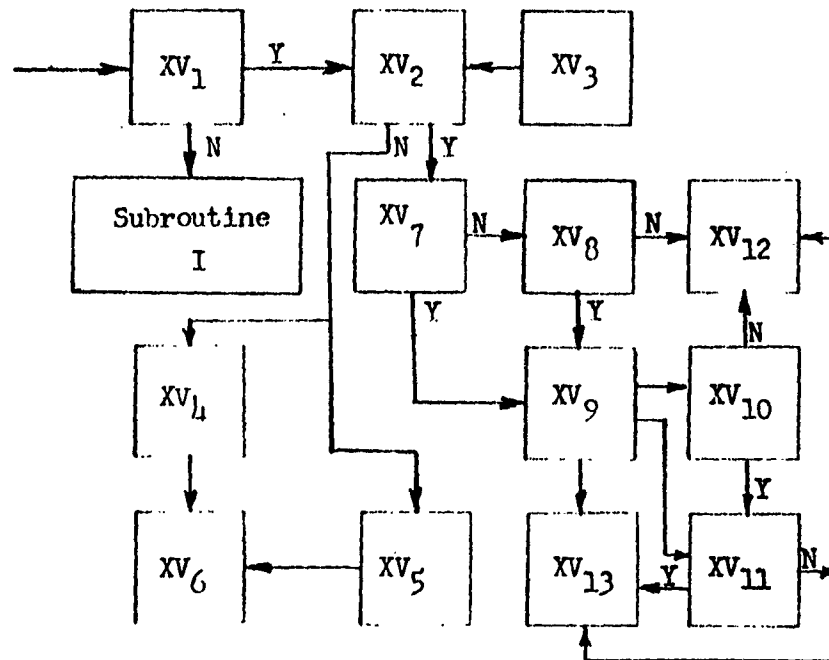 XV₁ Y XV₂ XV₃
N N Y
Subroutine
I
XV₇ N XV₈ N XV₁₂
Y Y N
XV₄ XV₉ XV₁₀
Y
XV₆ XV₅ XV₁₃ Y XV₁₁ N